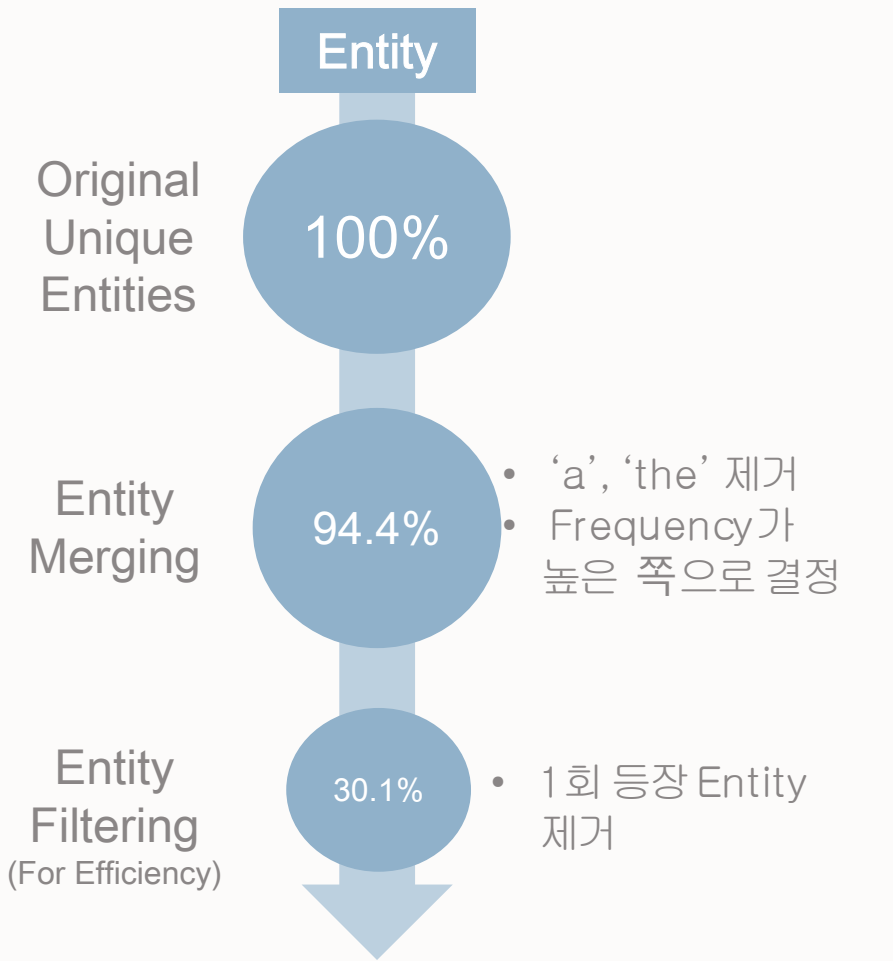 Entity
Original
Unique
Entities
100%
Entity
Merging
94.4%
• ‘a’, ‘the’ 제거
• Frequency가
높은 쪽으로 결정
Entity
Filtering
(For Efficiency)
30.1%
• 1회 등장 Entity
제거